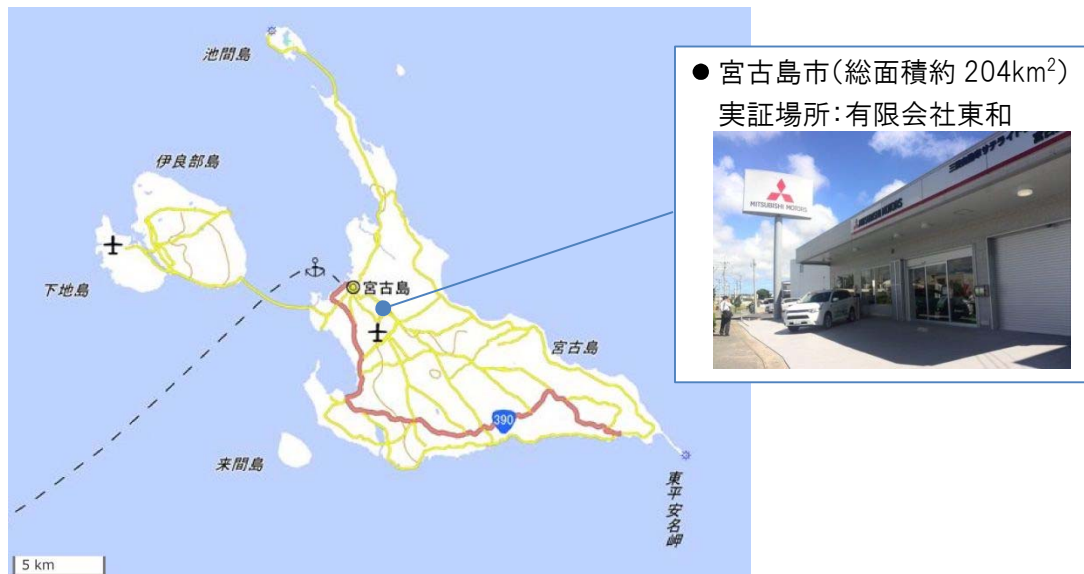 池間島
伊良部島
下地島
宮古島
宮古島
390
来間島
東平安名岬
5 km
● 宮古島市(総面積約 204km²)
実証場所:有限会社東和
MITSUBISHI MOTORS
MITSUBISHI MOTORS